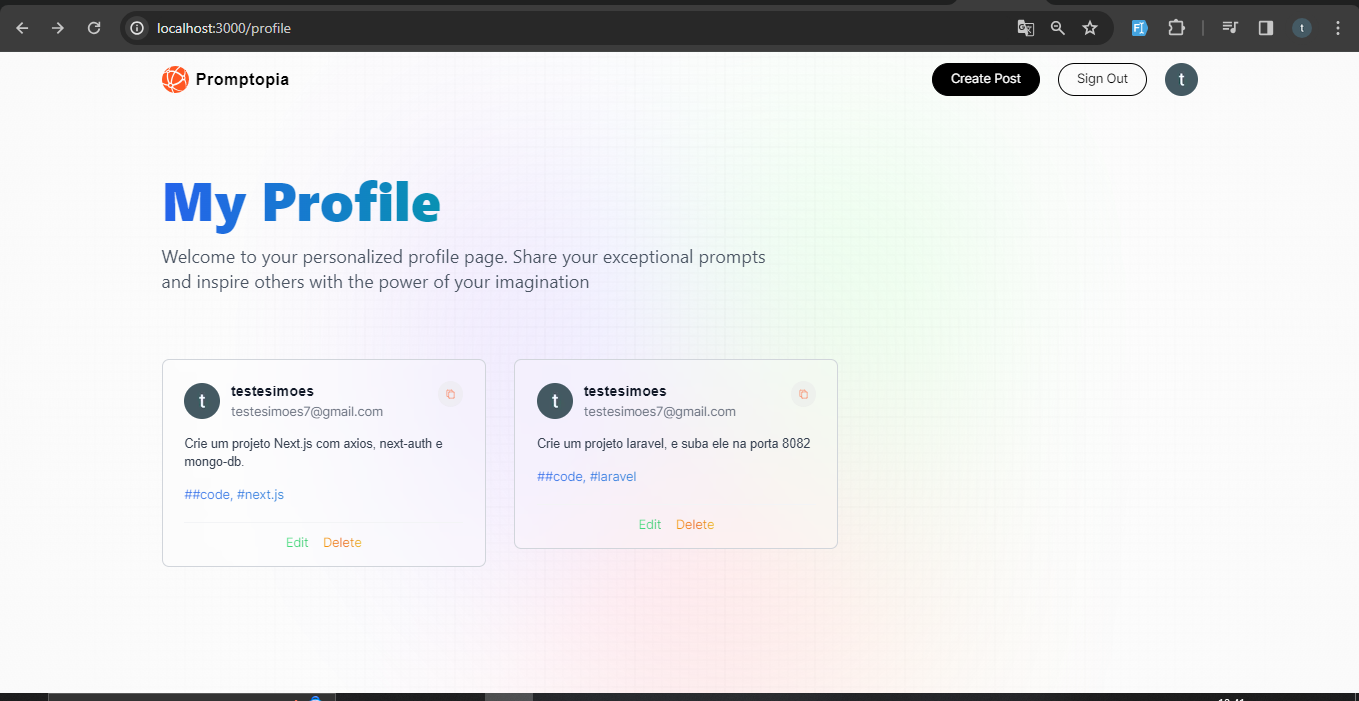 localhost:3000/profile
t
Promptopia
Create Post
Sign Out
t
My Profile
Welcome to your personalized profile page. Share your exceptional prompts
and inspire others with the power of your imagination
t
testesimoes
testesimoes7@gmail.com
Crie um projeto Next.js com axios, next-auth e
mongo-db.
##code, #next.js
Edit
Delete
t
testesimoes
testesimoes7@gmail.com
Crie um projeto laravel, e suba ele na porta 8082
##code, #laravel
Edit
Delete